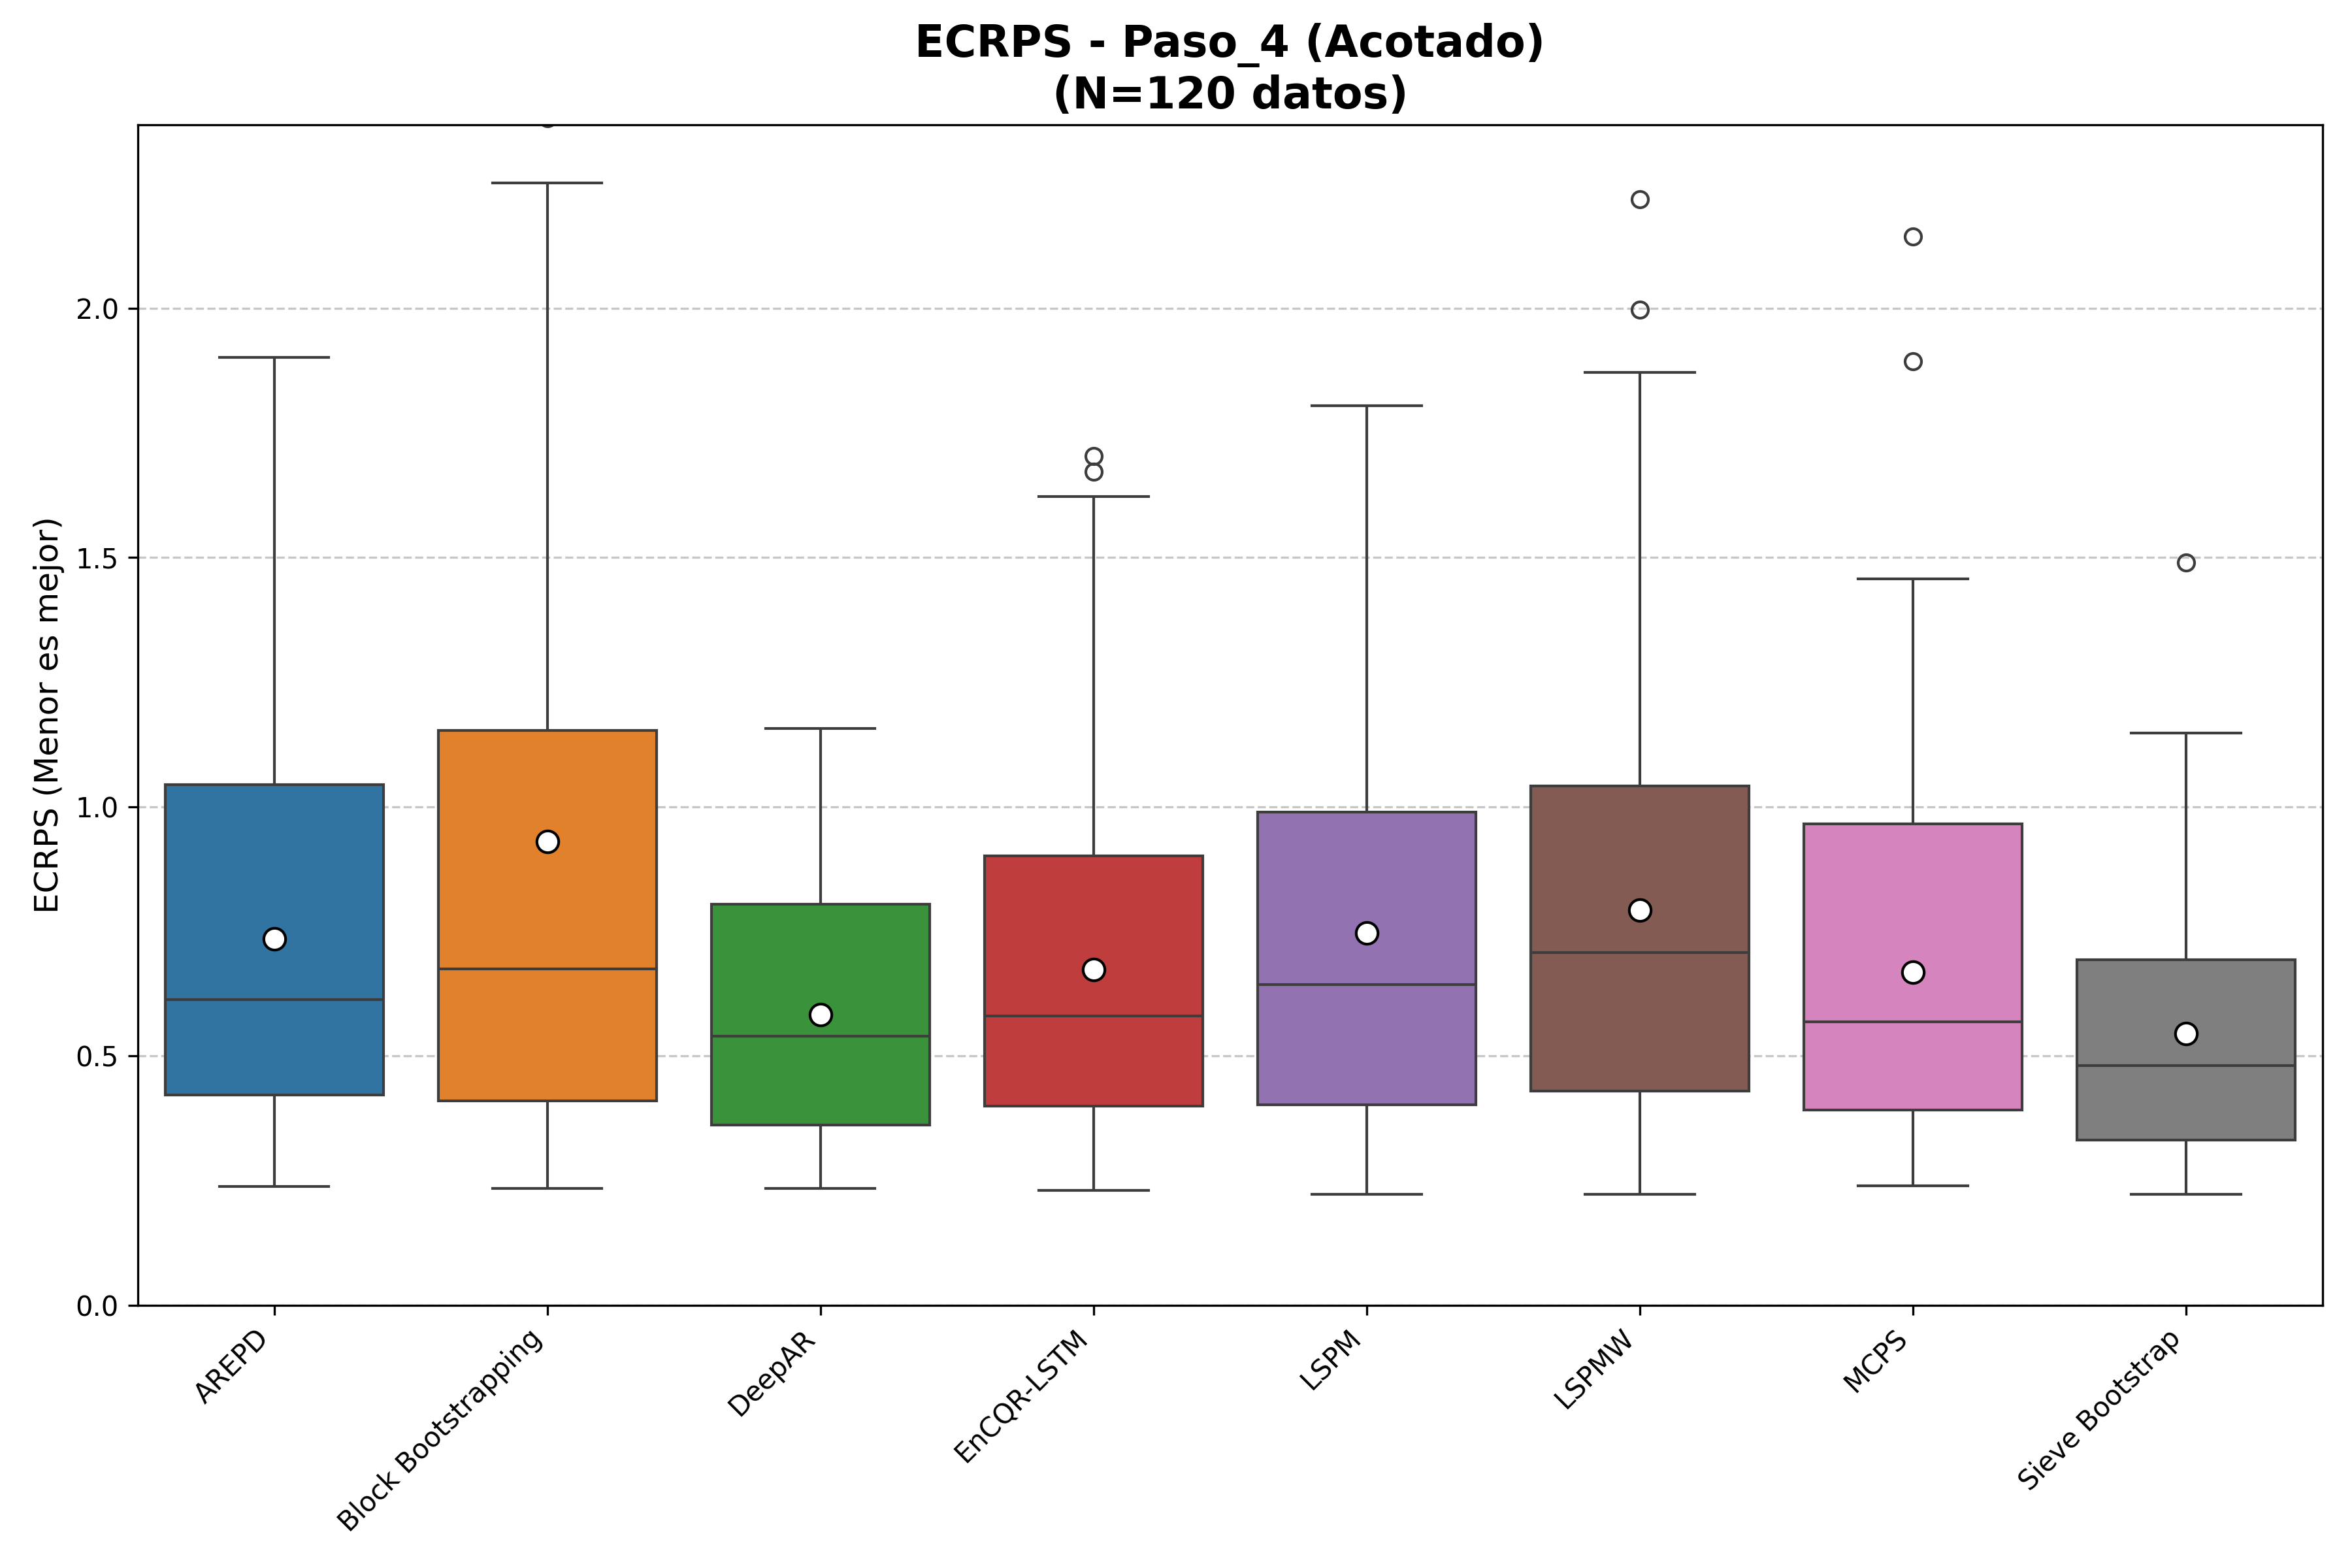 ECRPS - Paso_4 (Acotado)
(N=120 datos)
ECRPS (Menor es mejor)
2.0
1.5
1.0
0.5
0.0
AREPD
Block Bootstrapping
DeepAR
EnCQR-LSTM
LSPM
LSPMW
MCPS
Sieve Bootstrap